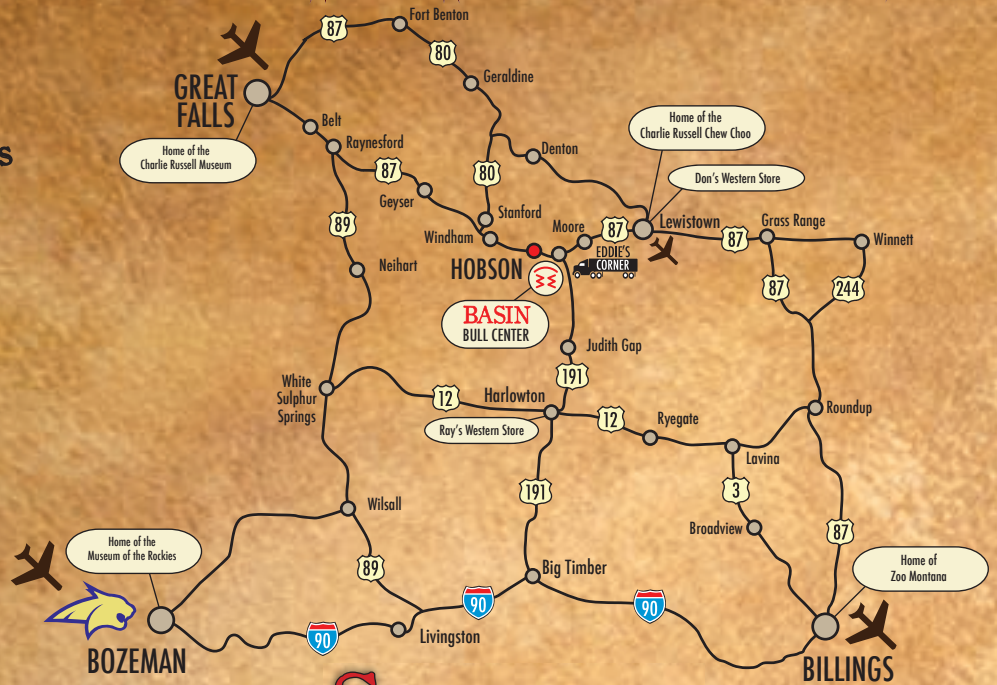 87
Fort Benton
80
Geraldine
GREAT
FALLS
Belt
Home of the
Charlie Russell Chew Choo
Home of the
Charlie Russell Museum
s
Raynesford
Denton
87
80
Don's Western Store
Geyser
Stanford
Moore
87
Lewistown
Grass Range
89
Windham
87
Winnett
EDDIE'S
CORNER
Neihart
HOBSON
87
244
BASIN
BULL CENTER
Judith Gap
191
White
Sulphur
Springs
12
Harlowton
Roundup
12
Ryegate
Ray's Western Store
Lavina
191
3
Wilsall
Broadview
87
Home of the
Museum of the Rockies
Home of
Zoo Montana
89
Big Timber
90
90
90
Livingston
BOZEMAN
BILLINGS